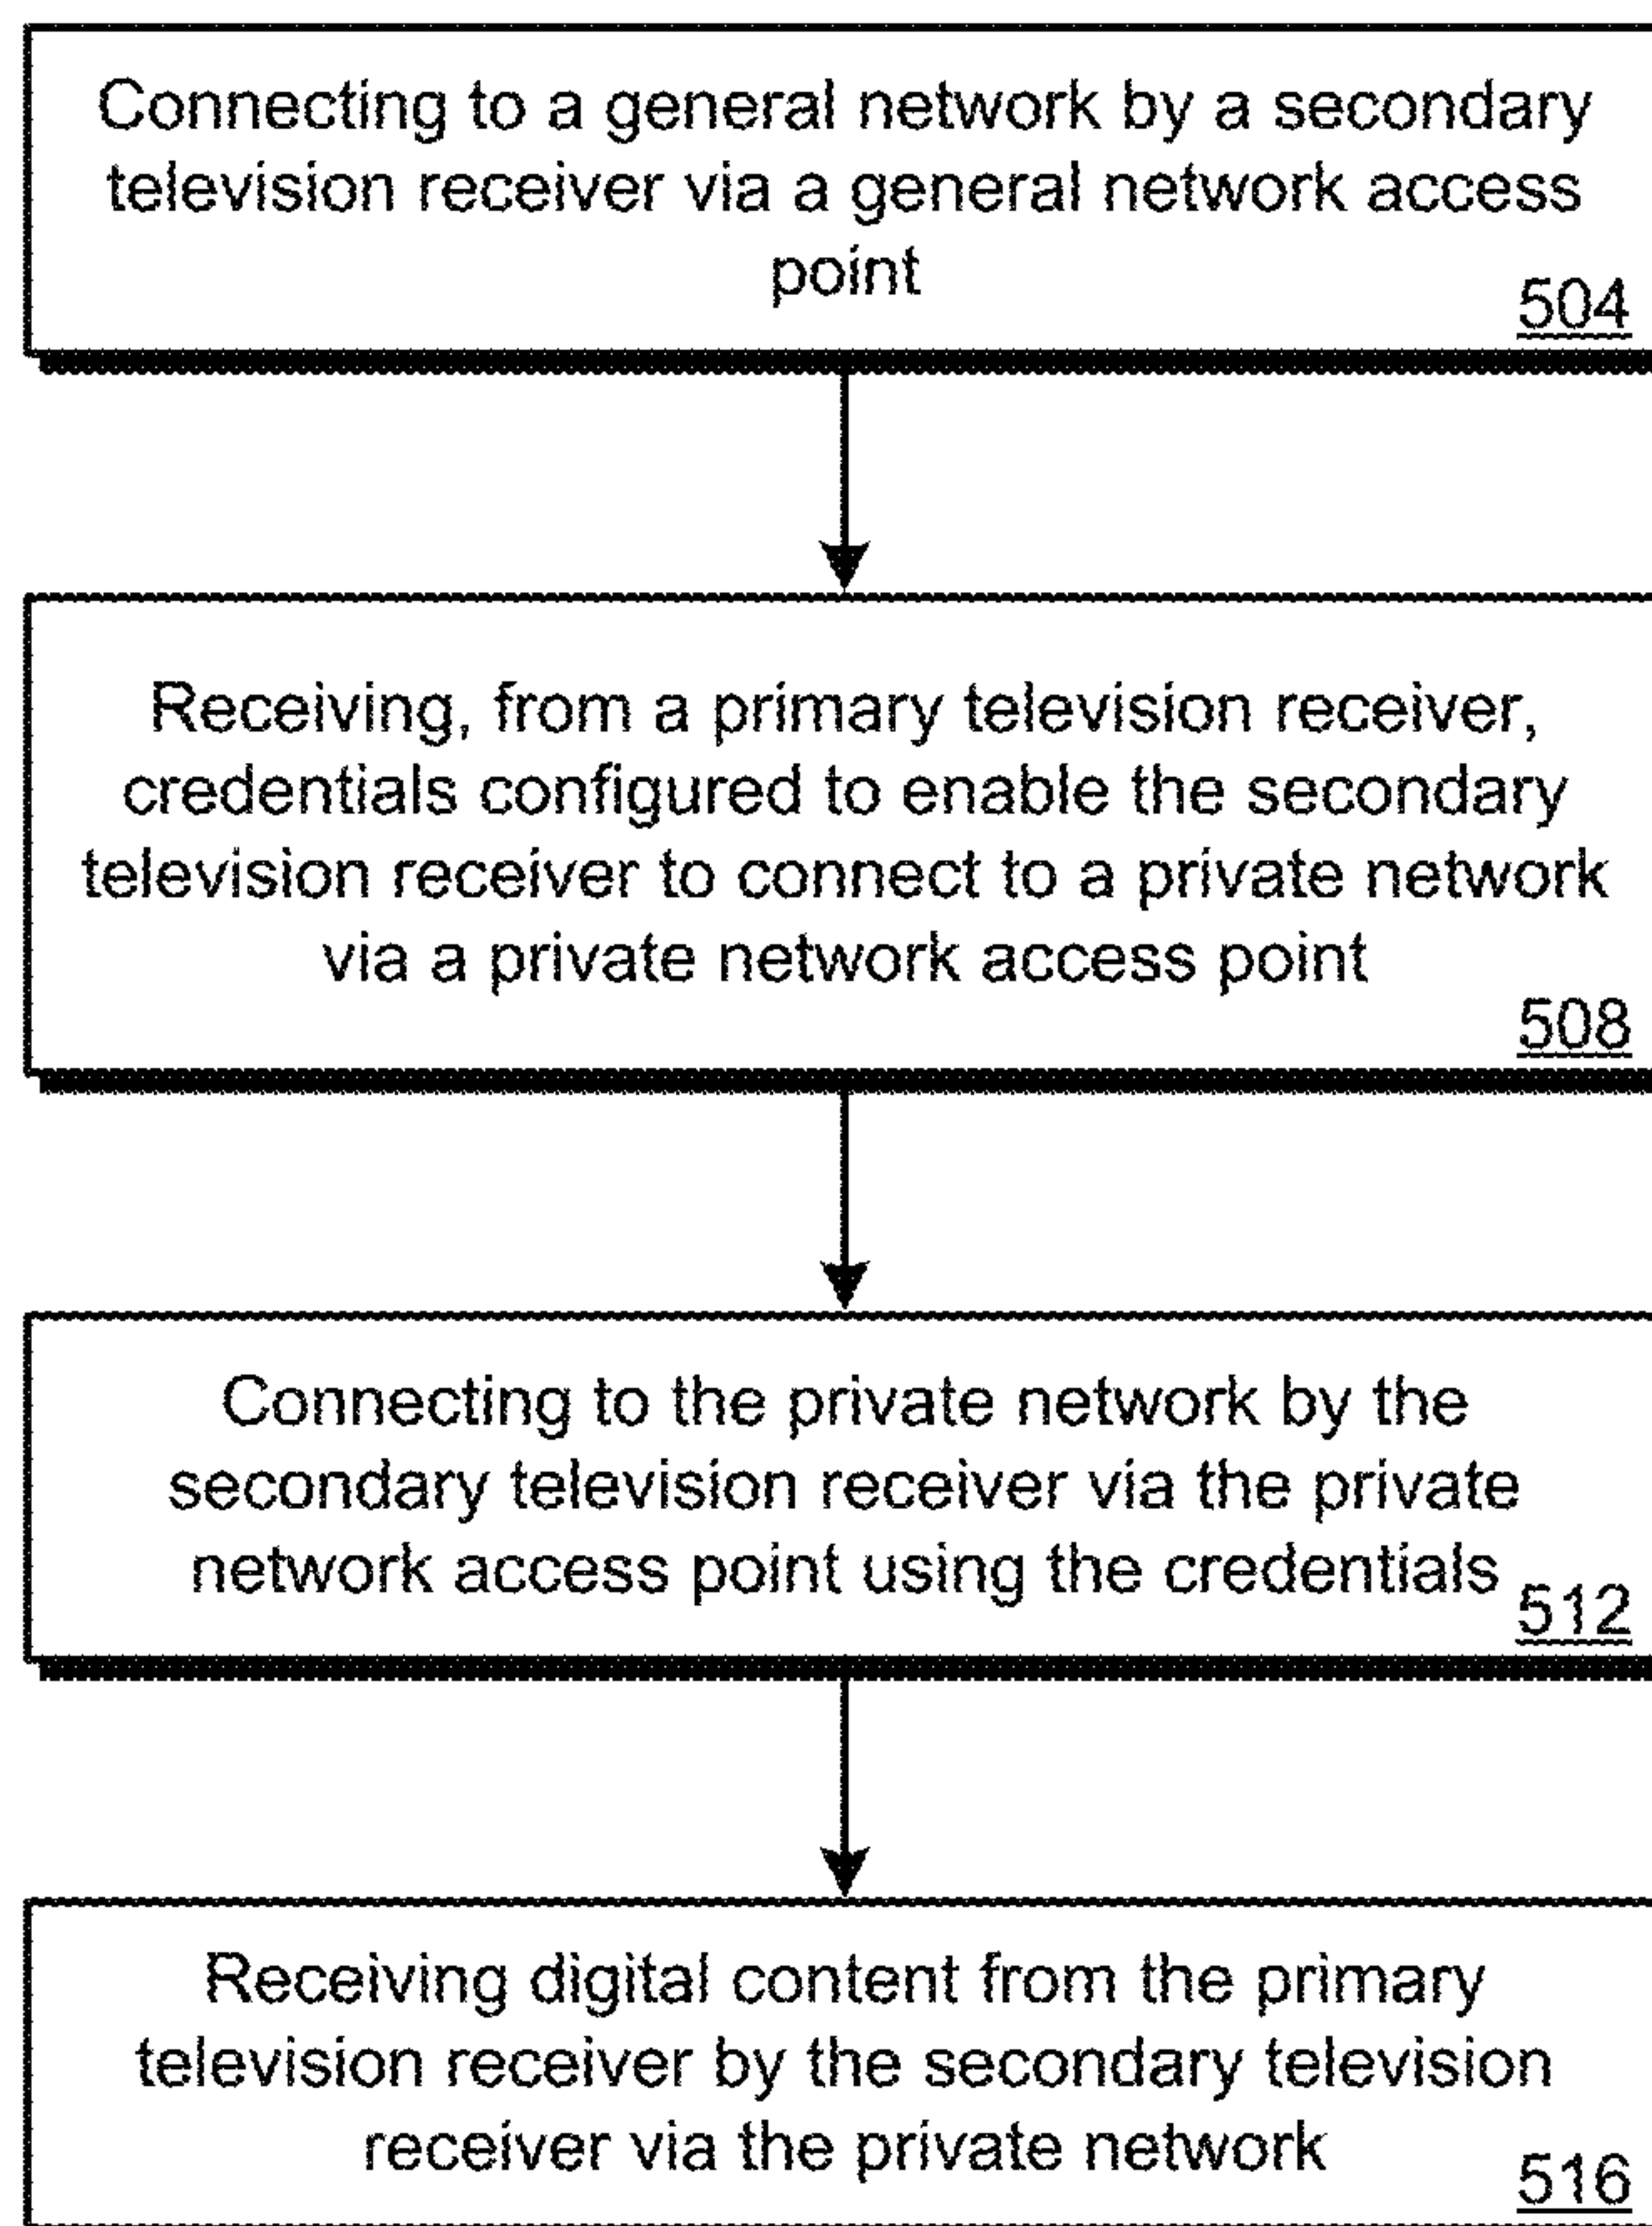 Connecting to a general network by a secondary
television receiver via a general network access
point
504
Receiving, from a primary television receiver,
credentials configured to enable the secondary
television receiver to connect to a private network
via a private network access point
508
Connecting to the private network by the
secondary television receiver via the private
network access point using the credentials
512
Receiving digital content from the primary
television receiver by the secondary television
receiver via the private network
516